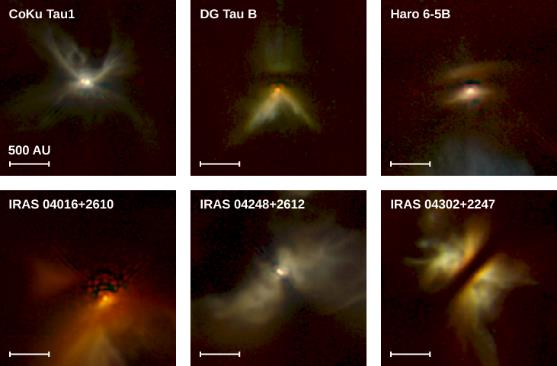 CoKu Tau1
DG Tau B
Haro 6-5B
500 AU
IRAS 04016+2610
IRAS 04248+2612
IRAS 04302+2247